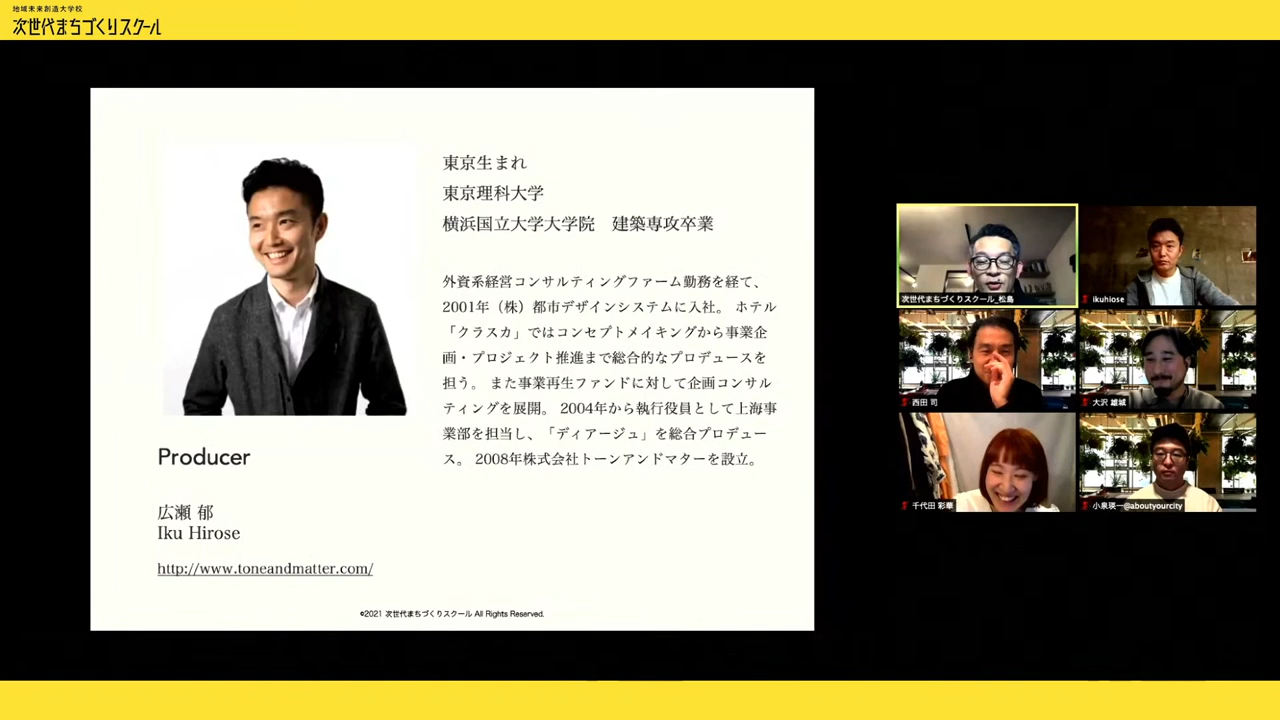 地域未来創造大学校
次世代まちづくりスクール
東京生まれ
東京理科大学
横浜国立大学大学院　建築専攻卒業
外資系経営コンサルティングファーム勤務を経て、
2001年（株）都市デザインシステムに入社。 ホテル
「クラスカ」ではコンセプトメイキングから事業企
画・プロジェクト推進まで総合的なプロデュースを
担う。 また事業再生ファンドに対して企画コンサル
ティングを展開。 2004年から執行役員として上海事
業部を担当し、「ディアージュ」を総合プロデュー
ス。 2008年株式会社トーンアンドマターを設立。
Producer
広瀬 郁
Iku Hirose
http://www.toneandmatter.com/
©2021 次世代まちづくりスクール All Rights Reserved.
次世代まちづくりスクール_松島
ikuhiose
西田 司
大沢 雄城
千代田 彩華
小泉瑛一@aboutyourcity